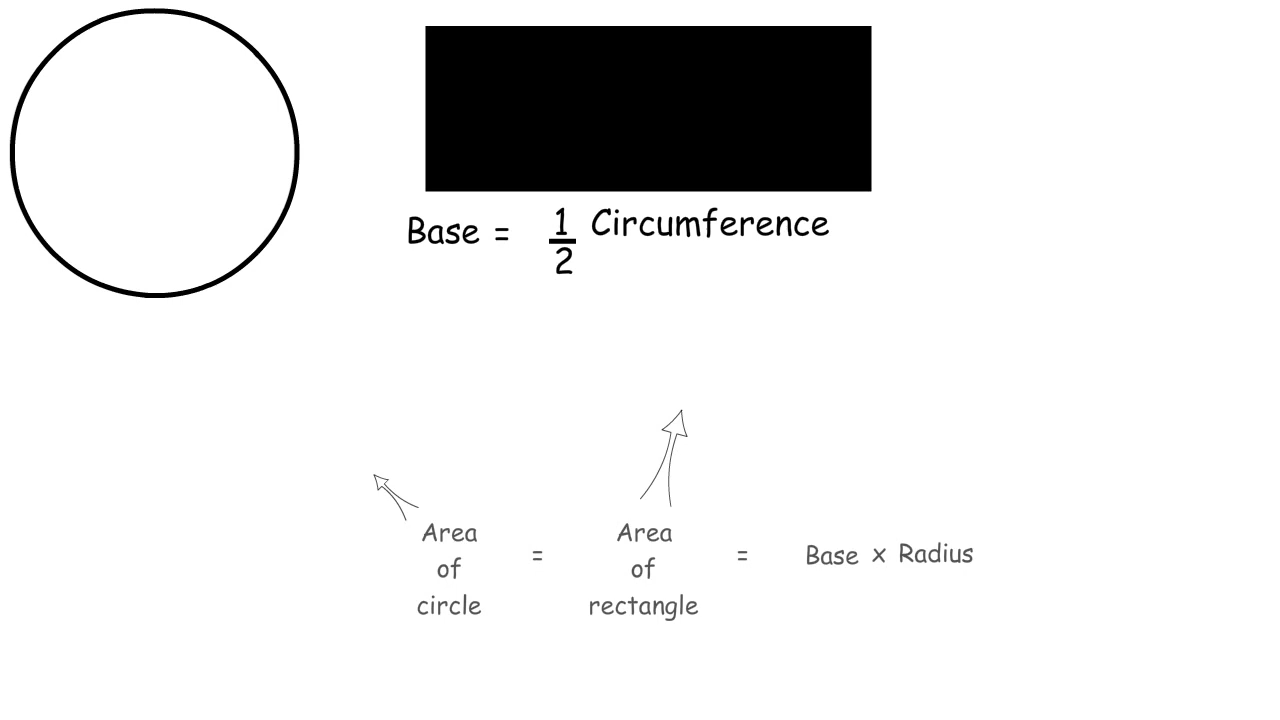 Base = 1/2 Circumference
Area of circle = Area of rectangle = Base x Radius